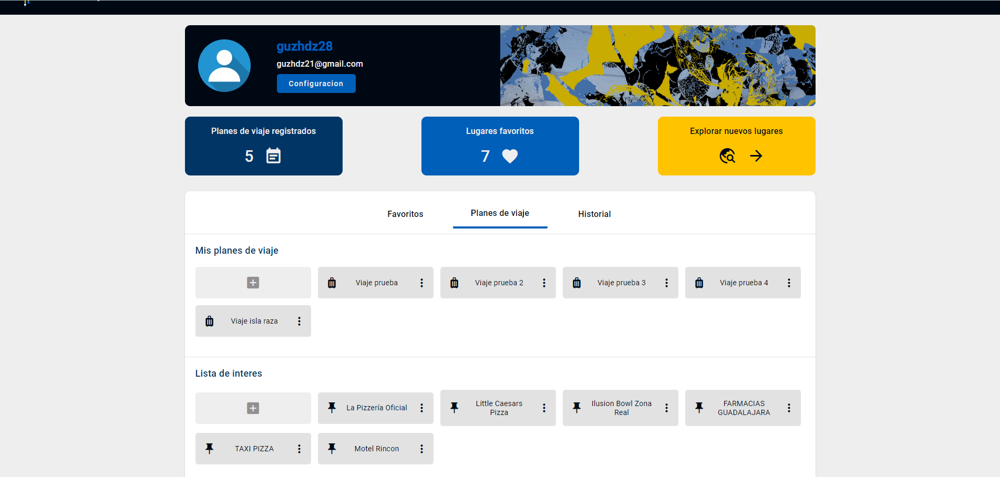 guzhdz28
guzhdz21@gmail.com
Configuracion
Planes de viaje registrados
5
Lugares favoritos
7
Explorar nuevos lugares
Favoritos
Planes de viaje
Historial
Mis planes de viaje
Viaje prueba
Viaje prueba 2
Viaje prueba 3
Viaje prueba 4
Viaje isla raza
Lista de interes
La Pizzería Oficial
Little Caesars
Pizza
Ilusion Bowl Zona
Real
FARMACIAS
GUADALAJARA
TAXI PIZZA
Motel Rincon